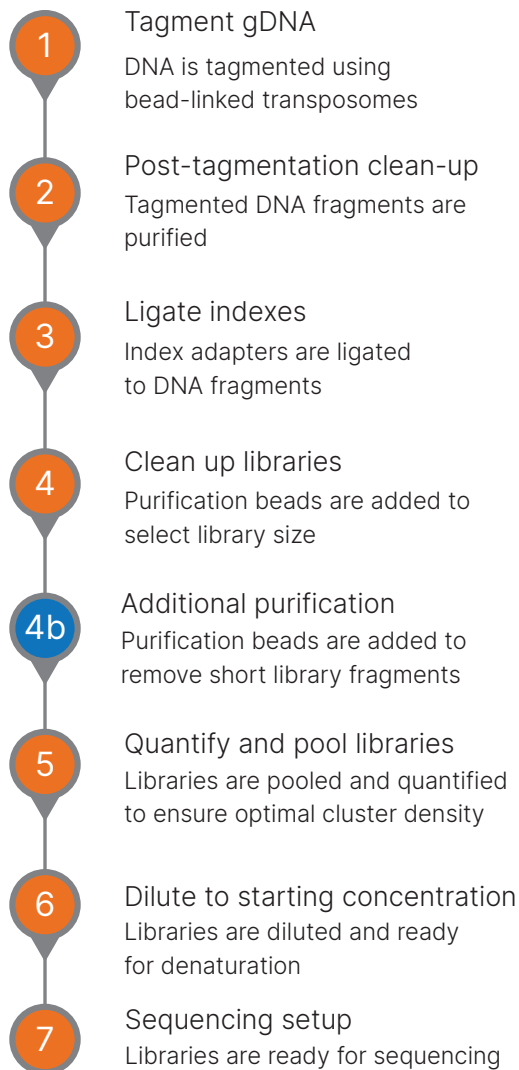 1
Tagment gDNA
DNA is tagmented using
bead-linked transposomes
2
Post-tagmentation clean-up
Tagmented DNA fragments are
purified
3
Ligate indexes
Index adapters are ligated
to DNA fragments
4
Clean up libraries
Purification beads are added to
select library size
4b
Additional purification
Purification beads are added to
remove short library fragments
5
Quantify and pool libraries
Libraries are pooled and quantified
to ensure optimal cluster density
6
Dilute to starting concentration
Libraries are diluted and ready
for denaturation
7
Sequencing setup
Libraries are ready for sequencing